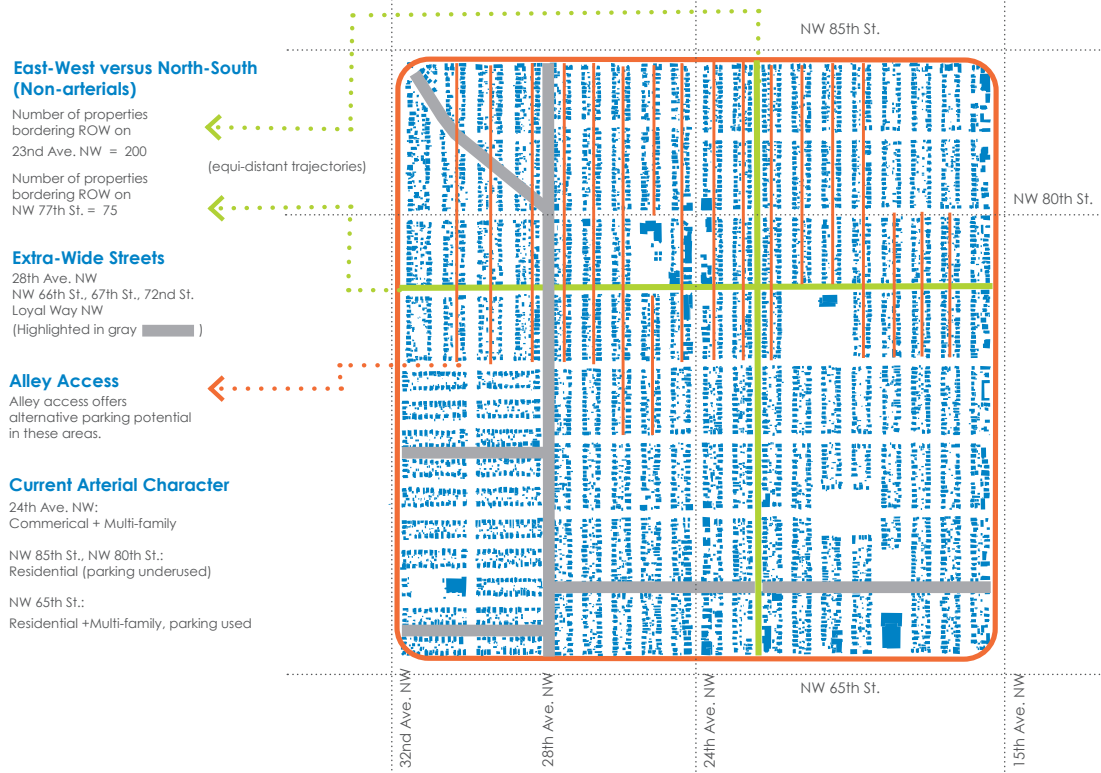 NW 85th St.
East-West versus North-South
(Non-arterials)
Number of properties
bordering ROW on
23nd Ave. NW = 200
(equi-distant trajectories)
Number of properties
bordering ROW on
NW 77th St. = 75
NW 80th St.
Extra-Wide Streets
28th Ave. NW
NW 66th St., 67th St., 72nd St.
Loyal Way NW
(Highlighted in gray )
Alley Access
Alley access offers
alternative parking potential
in these areas.
Current Arterial Character
24th Ave. NW:
Commerical + Multi-family
NW 85th St., NW 80th St.:
Residential (parking underused)
NW 65th St.:
Residential +Multi-family, parking used
NW 65th St.
32nd Ave. NW
28th Ave. NW
24th Ave. NW
15th Ave. NW